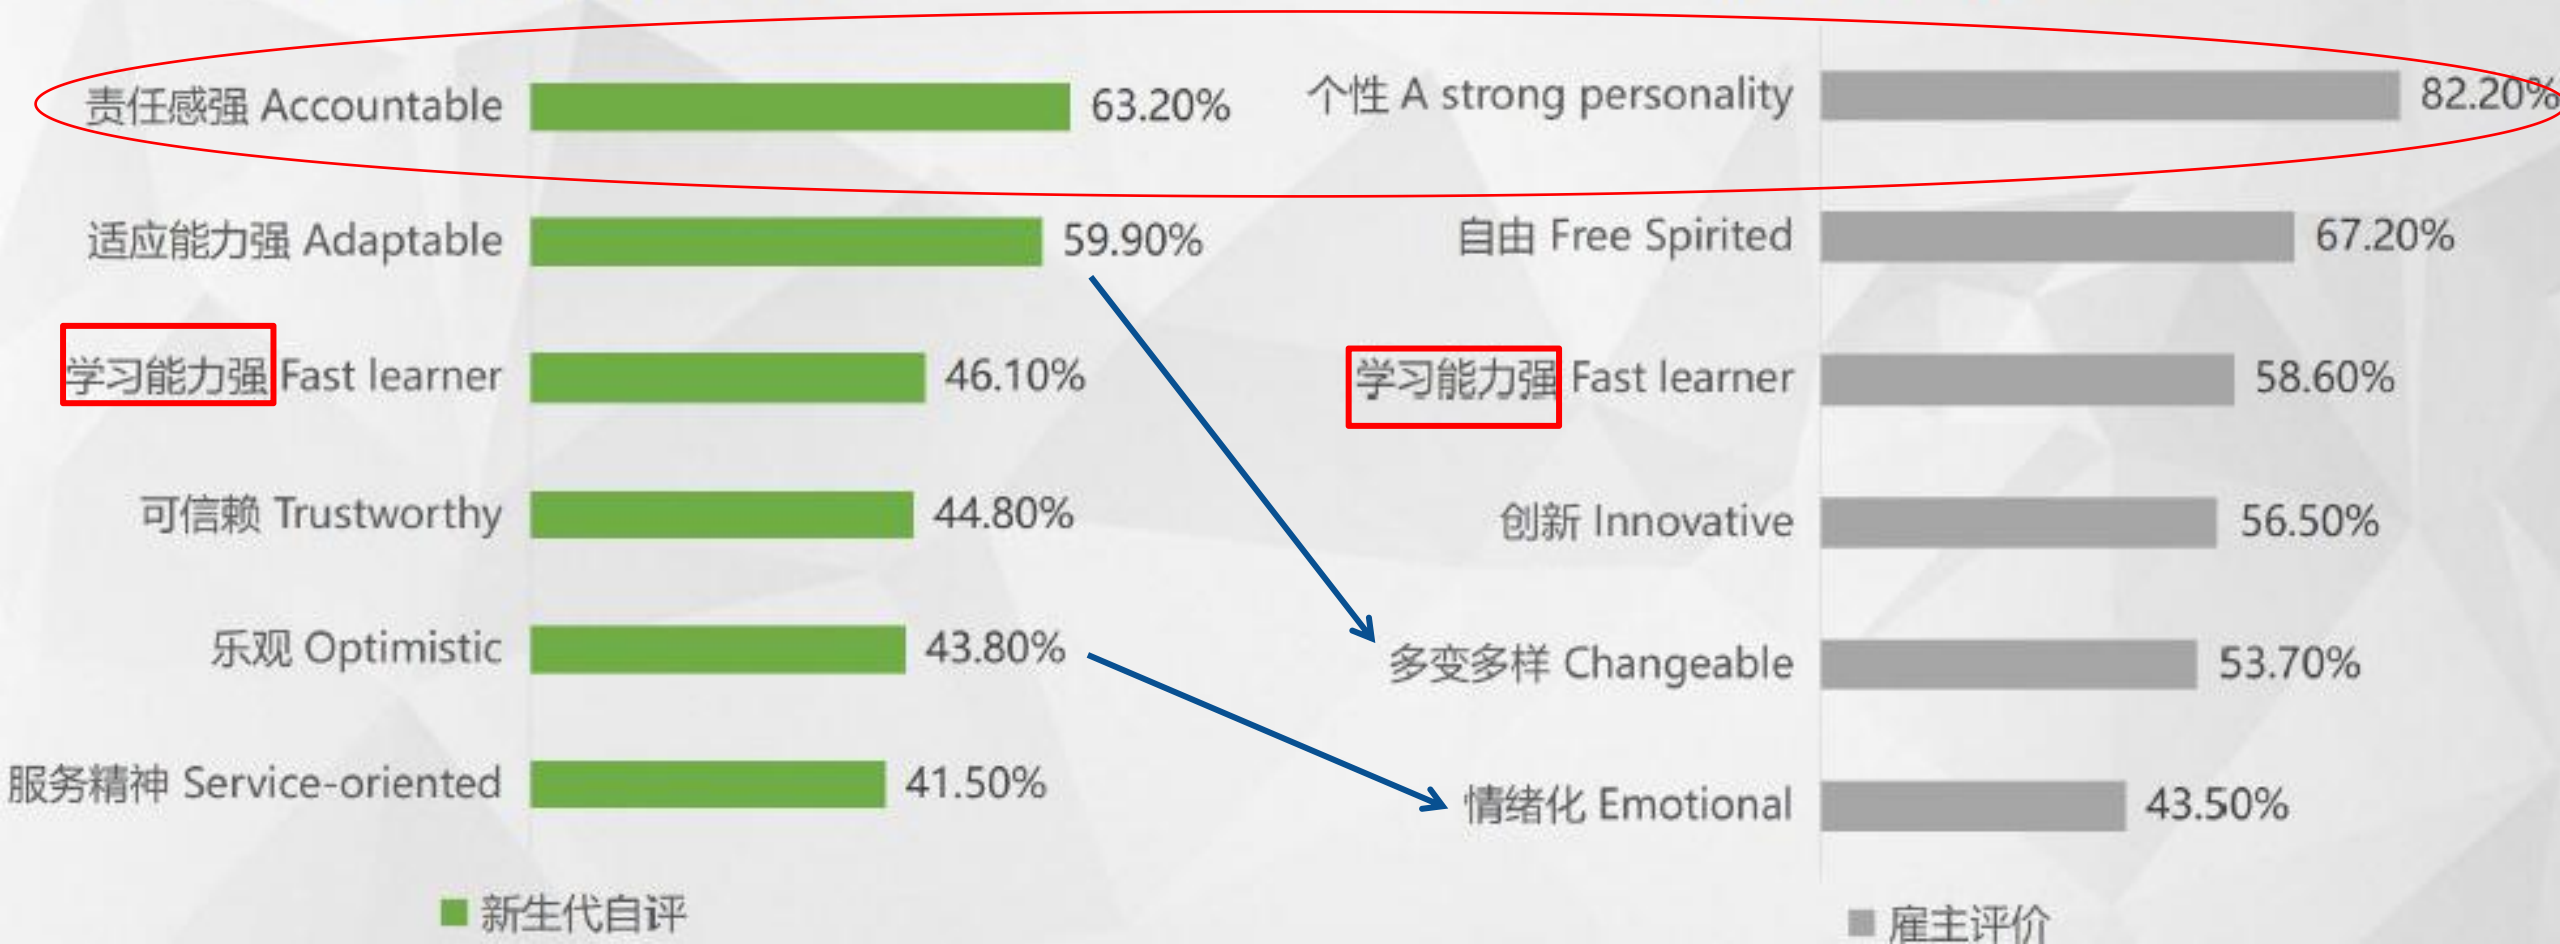 责任感强 Accountable 63.20%
适应能力强 Adaptable 59.90%
学习能力强 Fast learner 46.10%
可信赖 Trustworthy 44.80%
乐观 Optimistic 43.80%
服务精神 Service-oriented 41.50%
新生代自评
个性 A strong personality 82.20%
自由 Free Spirited 67.20%
学习能力强 Fast learner 58.60%
创新 Innovative 56.50%
多变多样 Changeable 53.70%
情绪化 Emotional 43.50%
雇主评价